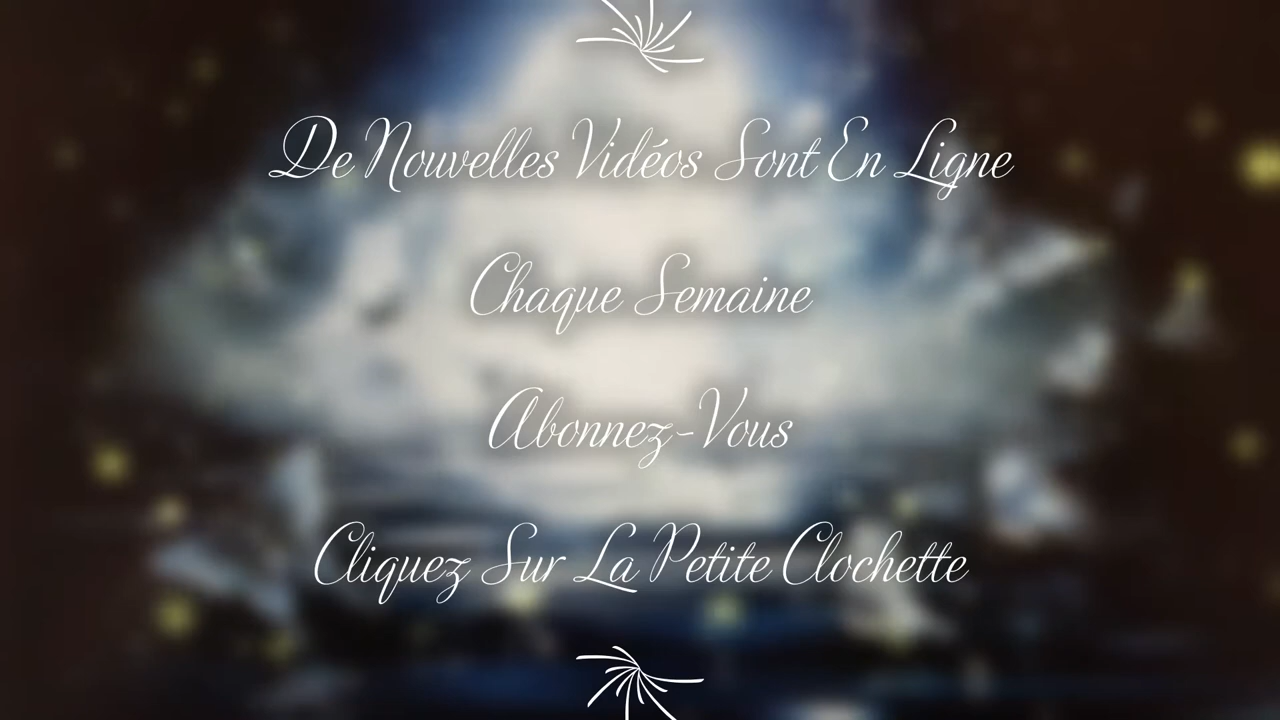 De Nouvelles Vidéos Sont En Ligne
Chaque Semaine
Abonnez-Vous
Cliquez Sur La Petite Clochette